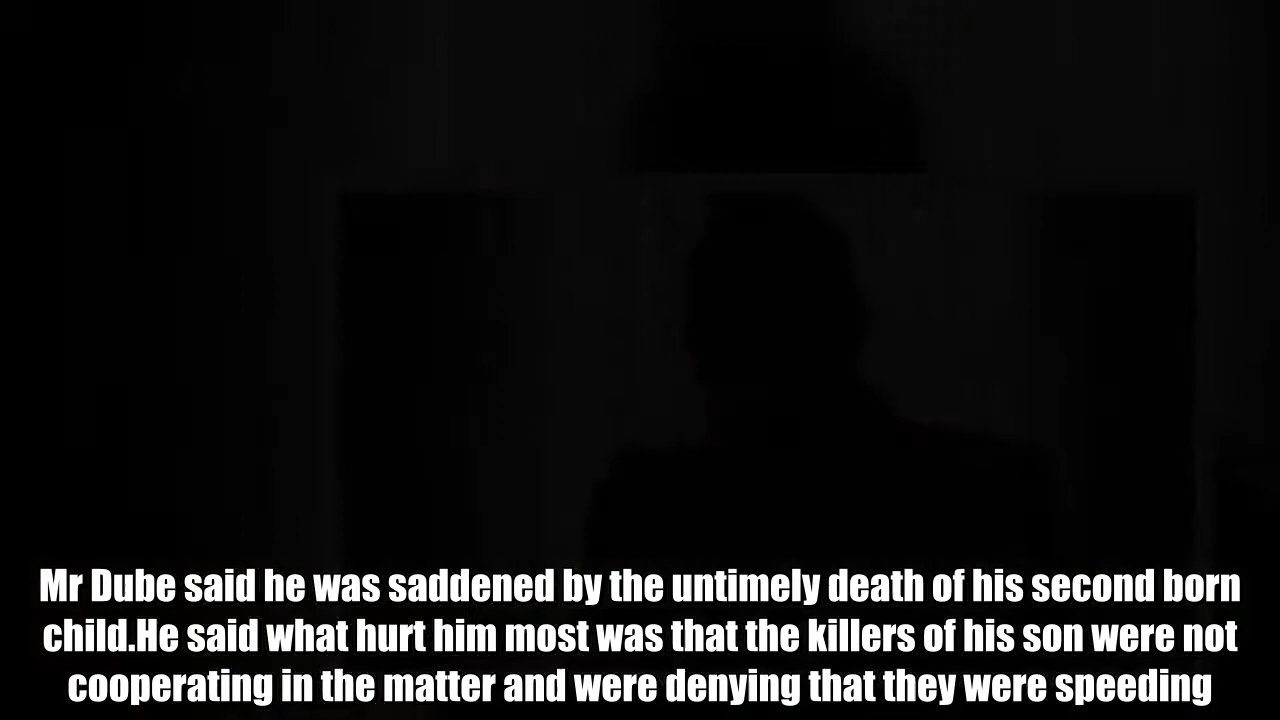 Mr Dube said he was saddened by the untimely death of his second born
child.He said what hurt him most was that the killers of his son were not
cooperating in the matter and were denying that they were speeding